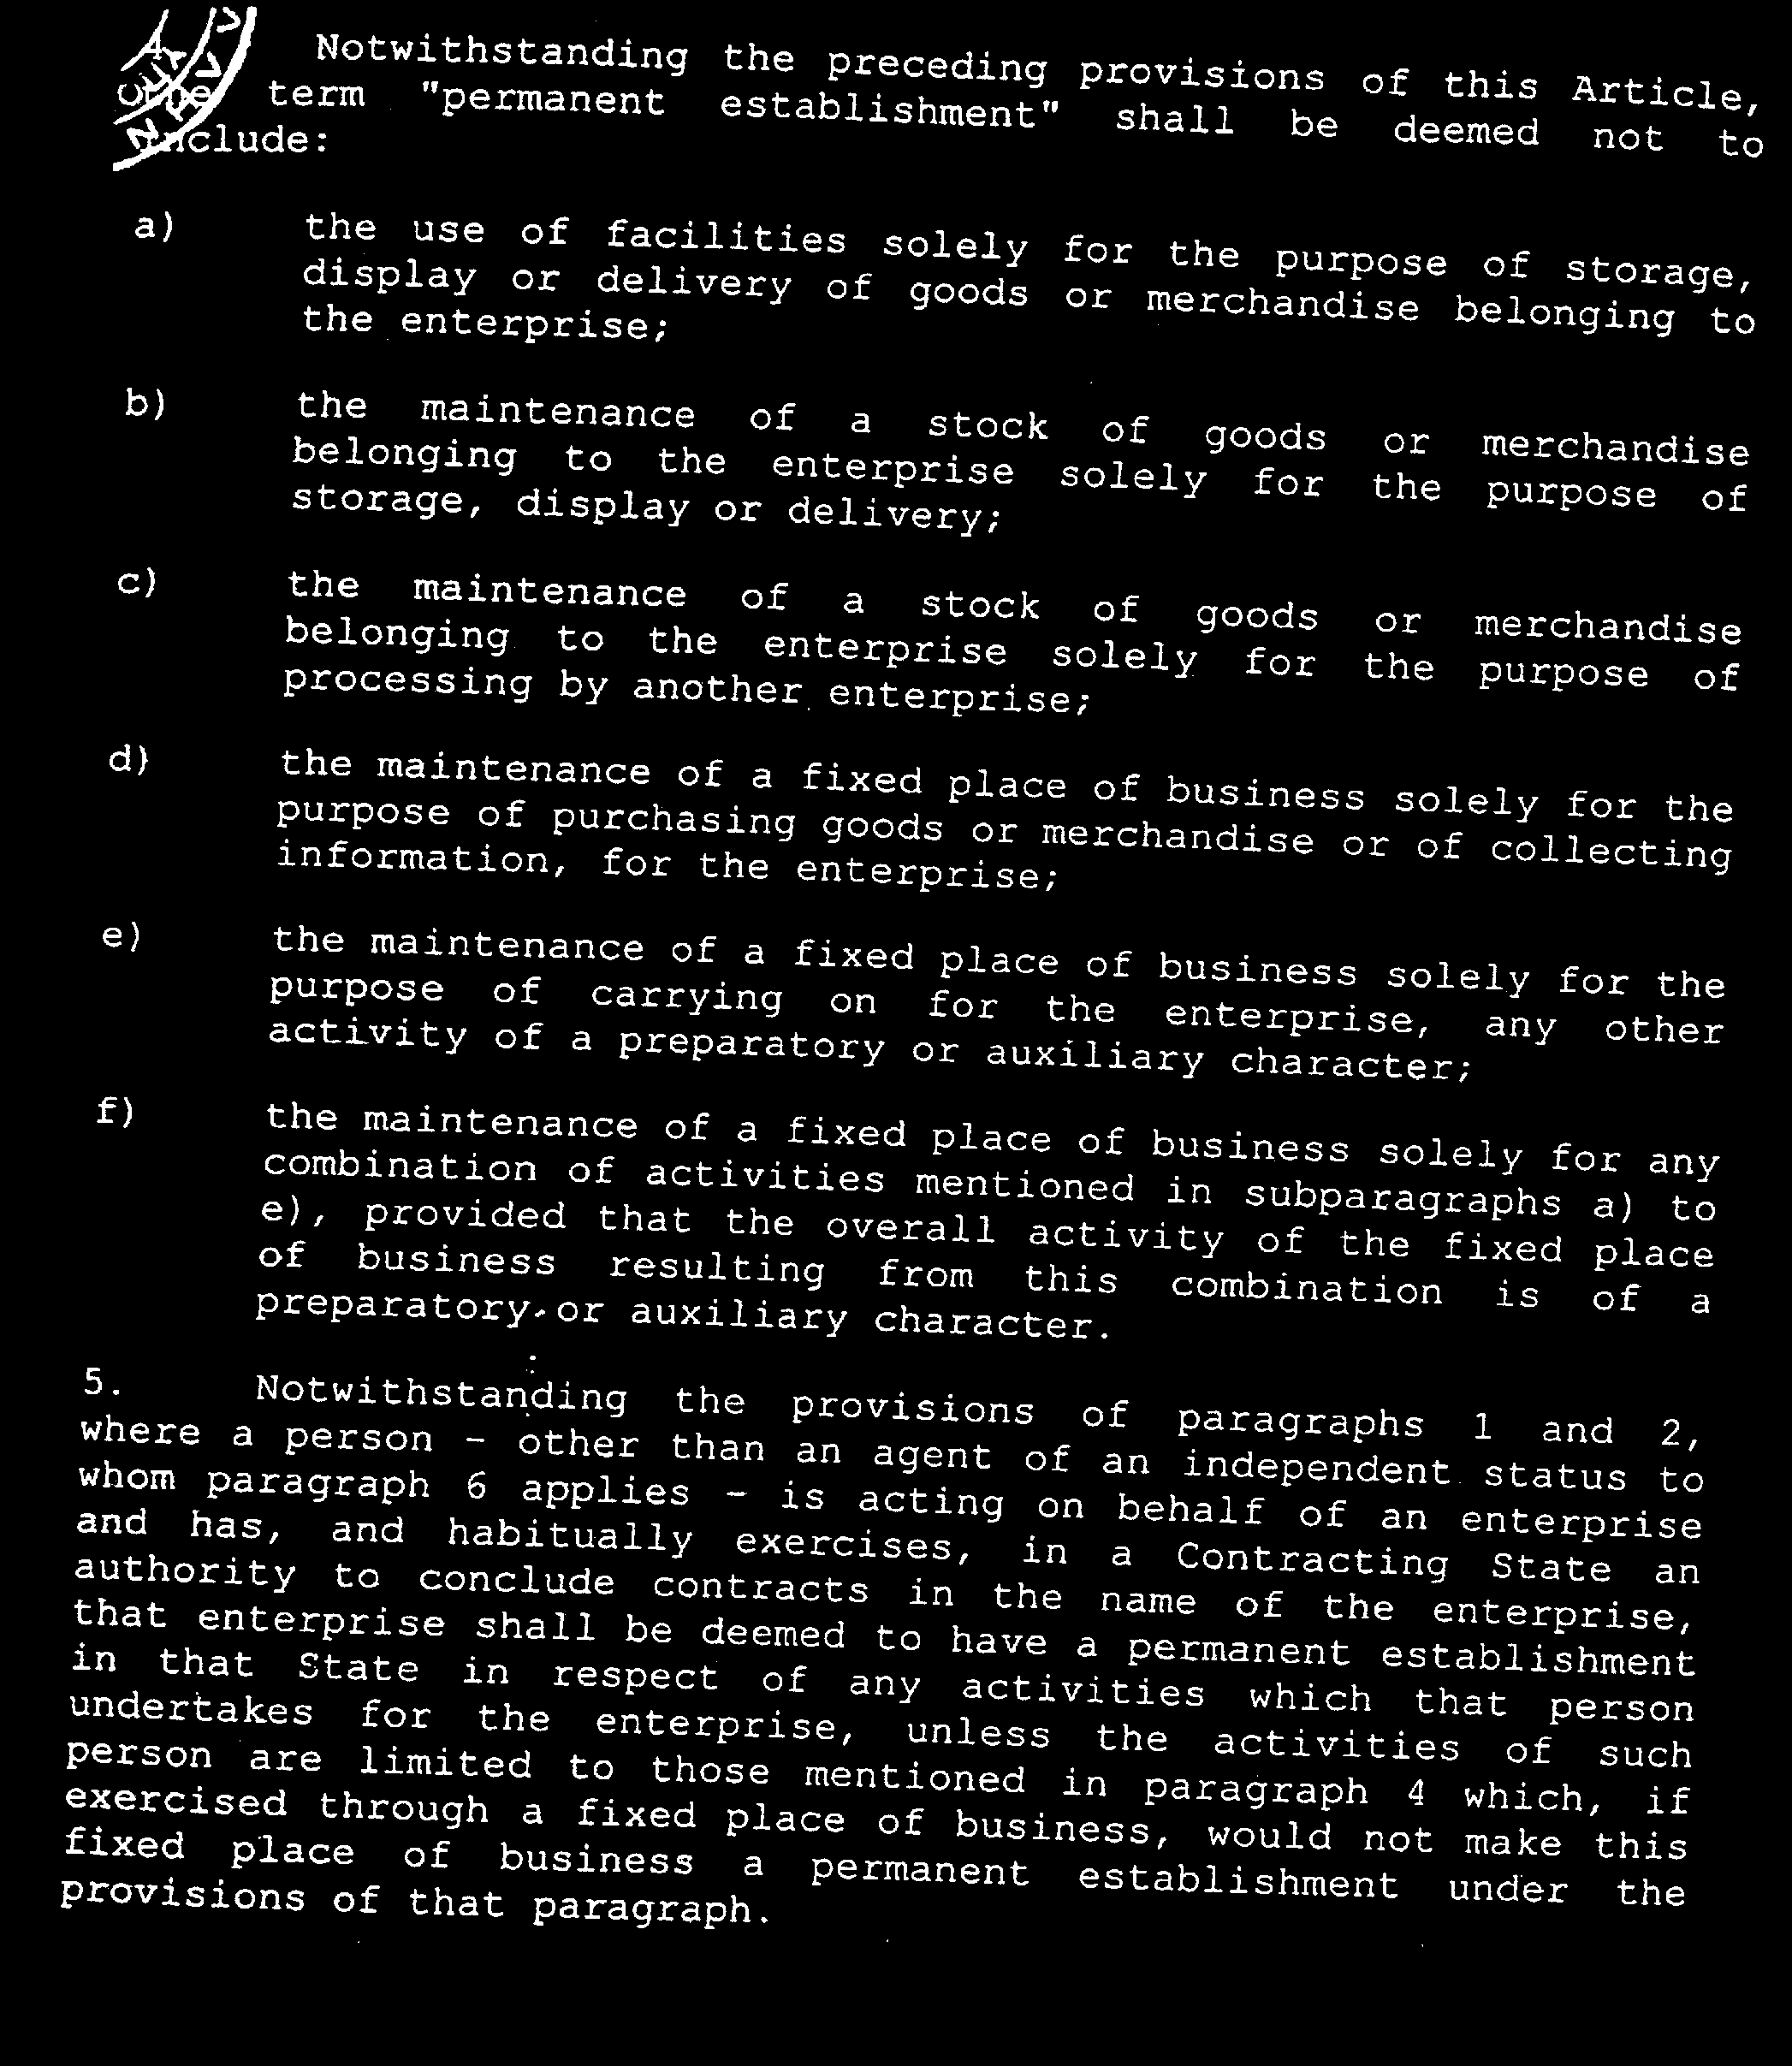 4. Notwithstanding the preceding provisions of this Article,
the term "permanent establishment" shall be deemed not to
include:
a) the use of facilities solely for the purpose of storage,
display or delivery of goods or merchandise belonging to
the enterprise;
b) the maintenance of a stock of goods or merchandise
belonging to the enterprise solely for the purpose of
storage, display or delivery;
c) the maintenance of a stock of goods or merchandise
belonging to the enterprise solely for the purpose of
processing by another enterprise;
d) the maintenance of a fixed place of business solely for the
purpose of purchasing goods or merchandise or of collecting
information, for the enterprise;
e) the maintenance of a fixed place of business solely for the
purpose of carrying on for the enterprise, any other
activity of a preparatory or auxiliary character;
f) the maintenance of a fixed place of business solely for any
combination of activities mentioned in subparagraphs a) to
e), provided that the overall activity of the fixed place
of business resulting from this combination is of a
preparatory or auxiliary character.
5. Notwithstanding the provisions of paragraphs 1 and 2,
where a person - other than an agent of an independent status to
whom paragraph 6 applies - is acting on behalf of an enterprise
and has, and habitually exercises, in a Contracting State an
authority to conclude contracts in the name of the enterprise,
that enterprise shall be deemed to have a permanent establishment
in that State in respect of any activities which that person
undertakes for the enterprise, unless the activities of such
person are limited to those mentioned in paragraph 4 which, if
exercised through a fixed place of business, would not make this
fixed place of business a permanent establishment under the
provisions of that paragraph.